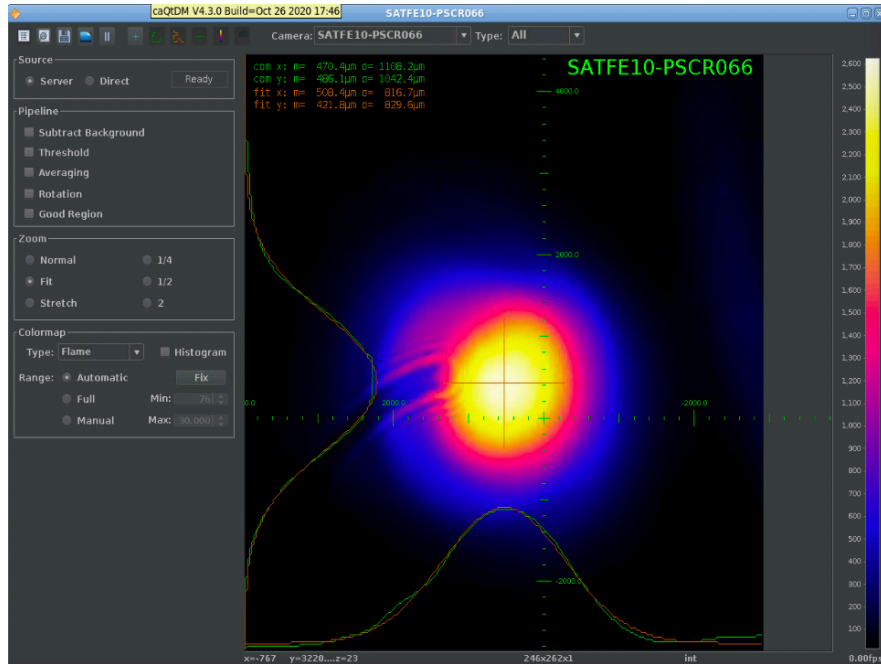 caQtDM V4.3.0 Build=Oct 26 2020 17:46
SATFE10-PSCR066
Camera: SATFE10-PSCR066 Type: All
Source
Server Direct Ready
Pipeline
Subtract Background
Threshold
Averaging
Rotation
Good Region
Zoom
Normal 1/4
Fit 1/2
Stretch 2
Colormap
Type: Flame Histogram
Range: Automatic Fix
Full Min: 76
Manual Max: 30.000
com x: m= 470.4µm σ= 1108.2µm
com y: m= 486.1µm σ= 1042.4µm
fit x: m= 508.4µm σ= 816.7µm
fit y: m= 421.8µm σ= 829.6µm
SATFE10-PSCR066
4000.0
2000.0
0.0 2000.0 -2000.0
-2000.0
2,600
2,500
2,400
2,300
2,200
2,100
2,000
1,900
1,800
1,700
1,600
1,500
1,400
1,300
1,200
1,100
1,000
900
800
700
600
500
400
300
200
100
x=-767 y=3220....z=23 246x262x1 int 0.00fps